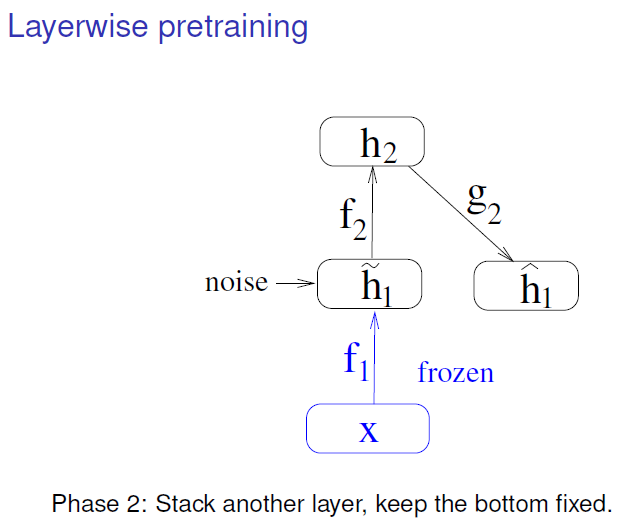 Layerwise pretraining
h₂
f₂
g₂
noise
h̃₁
ĥ₁
f₁
frozen
x
Phase 2: Stack another layer, keep the bottom fixed.